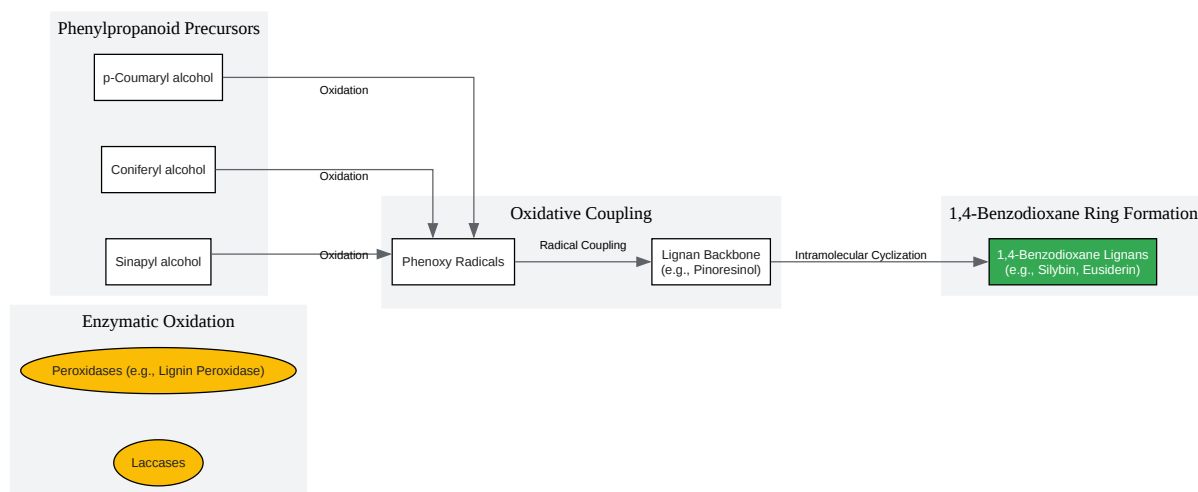 Phenylpropanoid Precursors
p-Coumaryl alcohol
Oxidation
Coniferyl alcohol
Oxidation
Sinapyl alcohol
Oxidation
Oxidative Coupling
Phenoxy Radicals
Radical Coupling
Lignan Backbone
(e.g., Pinoresinol)
Intramolecular Cyclization
1,4-Benzodioxane Ring Formation
1,4-Benzodioxane Lignans
(e.g., Silybin, Eusiderin)
Enzymatic Oxidation
Peroxidases (e.g., Lignin Peroxidase)
Laccases